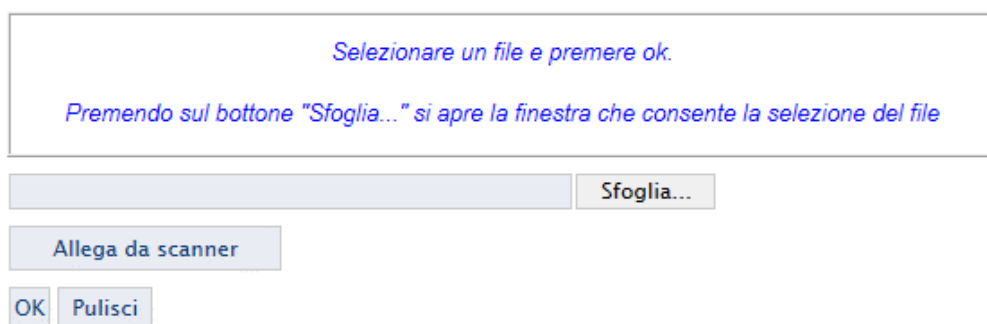 Selezionare un file e premere ok.
Premendo sul bottone "Sfoglia..." si apre la finestra che consente la selezione del file
Sfoglia...
Allega da scanner
OK Pulisci